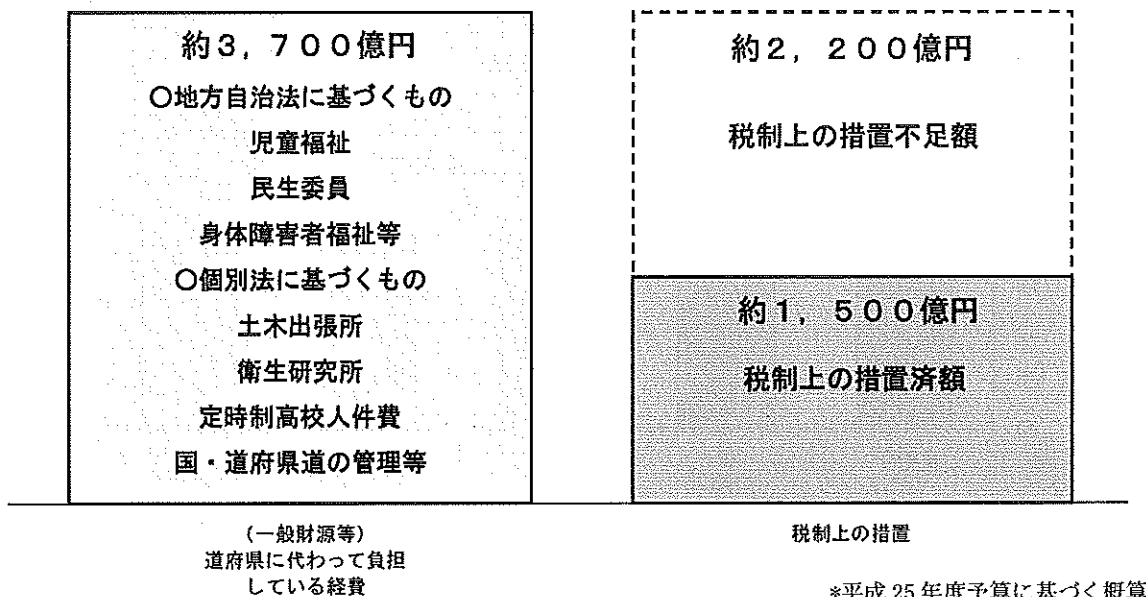 約3,700億円
○地方自治法に基づくもの
児童福祉
民生委員
身体障害者福祉等
○個別法に基づくもの
土木出張所
衛生研究所
定時制高校人件費
国・道府県道の管理等
(一般財源等)
道府県に代わって負担
している経費
約2,200億円
税制上の措置不足額
約1,500億円
税制上の措置済額
税制上の措置
*平成25年度予算に基づく概算